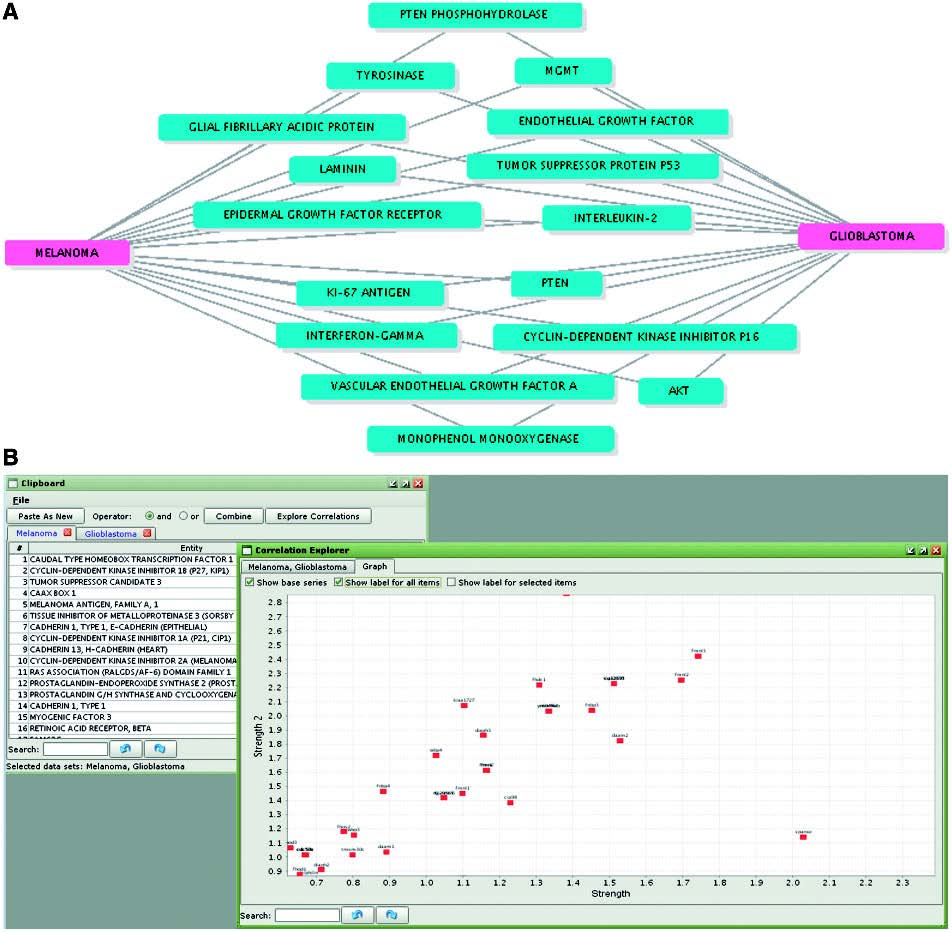 A
PTEN PHOSPHOHYDROLASE
TYROSINASE
MGMT
GLIAL FIBRILLARY ACIDIC PROTEIN
ENDOTHELIAL GROWTH FACTOR
LAMININ
TUMOR SUPPRESSOR PROTEIN P53
EPIDERMAL GROWTH FACTOR RECEPTOR
INTERLEUKIN-2
MELANOMA
GLIOBLASTOMA
KI-67 ANTIGEN
PTEN
INTERFERON-GAMMA
CYCLIN-DEPENDENT KINASE INHIBITOR P16
VASCULAR ENDOTHELIAL GROWTH FACTOR A
AKT
MONOPHENOL MONOOXYGENASE
B
Clipboard
File
Paste As New Operator: and or Combine Explore Correlations
Melanoma Glioblastoma
# Entity
1 CAUDAL TYPE HOMEOBOX TRANSCRIPTION FACTOR 1
2 CYCLIN-DEPENDENT KINASE INHIBITOR 1B (P27, KIP1)
3 TUMOR SUPPRESSOR CANDIDATE 3
4 CAAX BOX 1
5 MELANOMA ANTIGEN, FAMILY A, 1
6 TISSUE INHIBITOR OF METALLOPROTEINASE 3 (SORSBY
7 CADHERIN 1, TYPE 1, E-CADHERIN (EPITHELIAL)
8 CYCLIN-DEPENDENT KINASE INHIBITOR 1A (P21, CIP1)
9 CADHERIN 13, H-CADHERIN (HEART)
10 CYCLIN-DEPENDENT KINASE INHIBITOR 2A (MELANOMA
11 RAS ASSOCIATION (RALGDS/AF-6) DOMAIN FAMILY 1
12 PROSTAGLANDIN-ENDOPEROXIDE SYNTHASE 2 (PROST
13 PROSTAGLANDIN G/H SYNTHASE AND CYCLOOXYGENA
14 CADHERIN 1, TYPE 1
15 MYOGENIC FACTOR 3
16 RETINOIC ACID RECEPTOR, BETA
Search:
Selected data sets: Melanoma, Glioblastoma
Correlation Explorer
Melanoma, Glioblastoma Graph
Show base series Show label for all items Show label for selected items
Strength 2
2.8
2.6
2.5
2.4
2.3
2.2
2.1
2.0
1.9
1.8
1.6
1.5
1.4
1.3
1.2
1.1
1.0
0.9
0.7 0.8 0.9 1.0 1.1 1.2 1.3 1.4 1.5 1.6 1.7 1.8 1.9 2.0 2.1 2.2 2.3
Strength
Search: